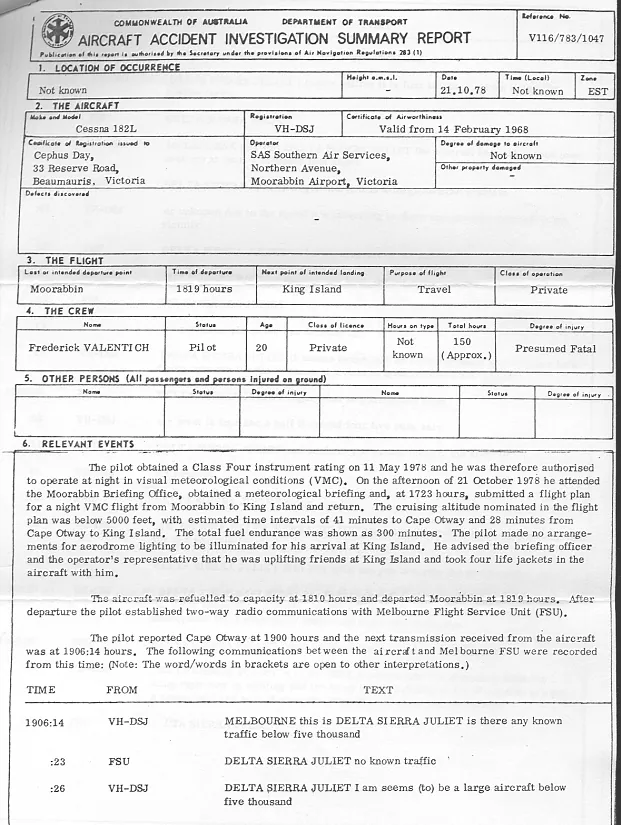 COMMONWEALTH OF AUSTRALIA DEPARTMENT OF TRANSPORT
AIRCRAFT ACCIDENT INVESTIGATION SUMMARY REPORT
Publication of this report is authorised by the Secretary under the provisions of Air Navigation Regulations 283 (1)
Reference No.
V116/783/1047
1. LOCATION OF OCCURRENCE
Height a.m.s.l. Date Time (Local) Zone
Not known - 21.10.78 Not known EST
2. THE AIRCRAFT
Make and Model Registration Certificate of Airworthiness
Cessna 182L VH-DSJ Valid from 14 February 1968
Certificate of Registration issued to Operator Degree of damage to aircraft
Cephus Day, SAS Southern Air Services, Not known
33 Reserve Road, Northern Avenue, Other property damaged
Beaumauris, Victoria Moorabbin Airport, Victoria -
Defects discovered
-
3. THE FLIGHT
Last or intended departure point Time of departure Next point of intended landing Purpose of flight Class of operation
Moorabbin 1819 hours King Island Travel Private
4. THE CREW
Name Status Age Class of licence Hours on type Total hours Degree of injury
Frederick VALENTICH Pilot 20 Private Not known 150 (Approx.) Presumed Fatal
5. OTHER PERSONS (All passengers and persons injured on ground)
Name Status Degree of injury Name Status Degree of injury
6. RELEVANT EVENTS
The pilot obtained a Class Four instrument rating on 11 May 1978 and he was therefore authorised
to operate at night in visual meteorological conditions (VMC). On the afternoon of 21 October 1978 he attended
the Moorabbin Briefing Office, obtained a meteorological briefing and, at 1723 hours, submitted a flight plan
for a night VMC flight from Moorabbin to King Island and return. The cruising altitude nominated in the flight
plan was below 5000 feet, with estimated time intervals of 41 minutes to Cape Otway and 28 minutes from
Cape Otway to King Island. The total fuel endurance was shown as 300 minutes. The pilot made no arrange-
ments for aerodrome lighting to be illuminated for his arrival at King Island. He advised the briefing officer
and the operator's representative that he was uplifting friends at King Island and took four life jackets in the
aircraft with him.
The aircraft was refuelled to capacity at 1810 hours and departed Moorabbin at 1819 hours. After
departure the pilot established two-way radio communications with Melbourne Flight Service Unit (FSU).
The pilot reported Cape Otway at 1900 hours and the next transmission received from the aircraft
was at 1906:14 hours. The following communications between the aircraft and Melbourne FSU were recorded
from this time: (Note: The word/words in brackets are open to other interpretations.)
TIME FROM TEXT
1906:14 VH-DSJ MELBOURNE this is DELTA SIERRA JULIET is there any known
traffic below five thousand
:23 FSU DELTA SIERRA JULIET no known traffic
:26 VH-DSJ DELTA SIERRA JULIET I am seems (to) be a large aircraft below
five thousand